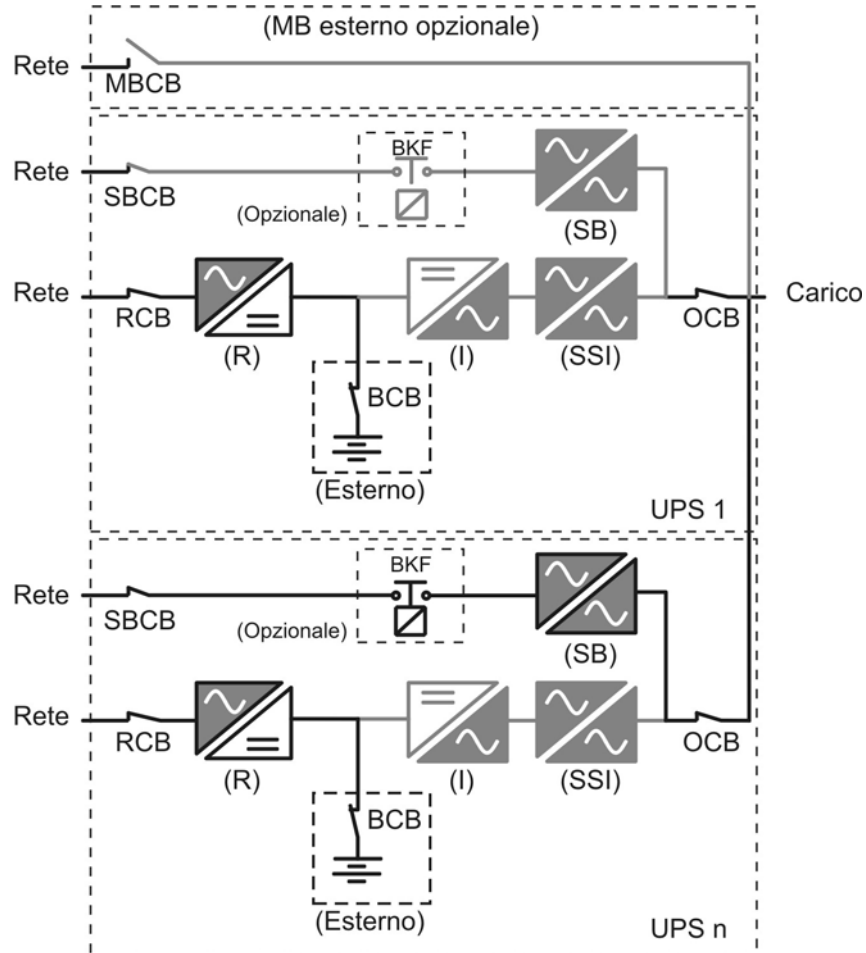 (MB esterno opzionale)
Rete
MBCB
BKF
Rete
SBCB
(Opzionale)
(SB)
Rete
Carico
RCB
OCB
(R)
(I)
(SSI)
BCB
(Esterno)
UPS 1
BKF
Rete
SBCB
(Opzionale)
(SB)
Rete
RCB
OCB
(R)
(I)
(SSI)
BCB
(Esterno)
UPS n